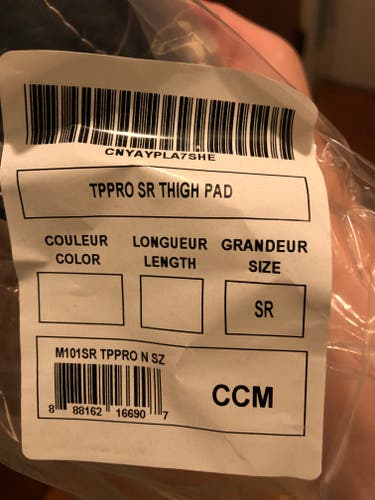 CNYAYPLA7SHE
TPPRO SR THIGH PAD
COULEUR LONGUEUR GRANDEUR
COLOR LENGTH SIZE
SR
M101SR TPPRO N SZ
CCM
8 88162 16690 7